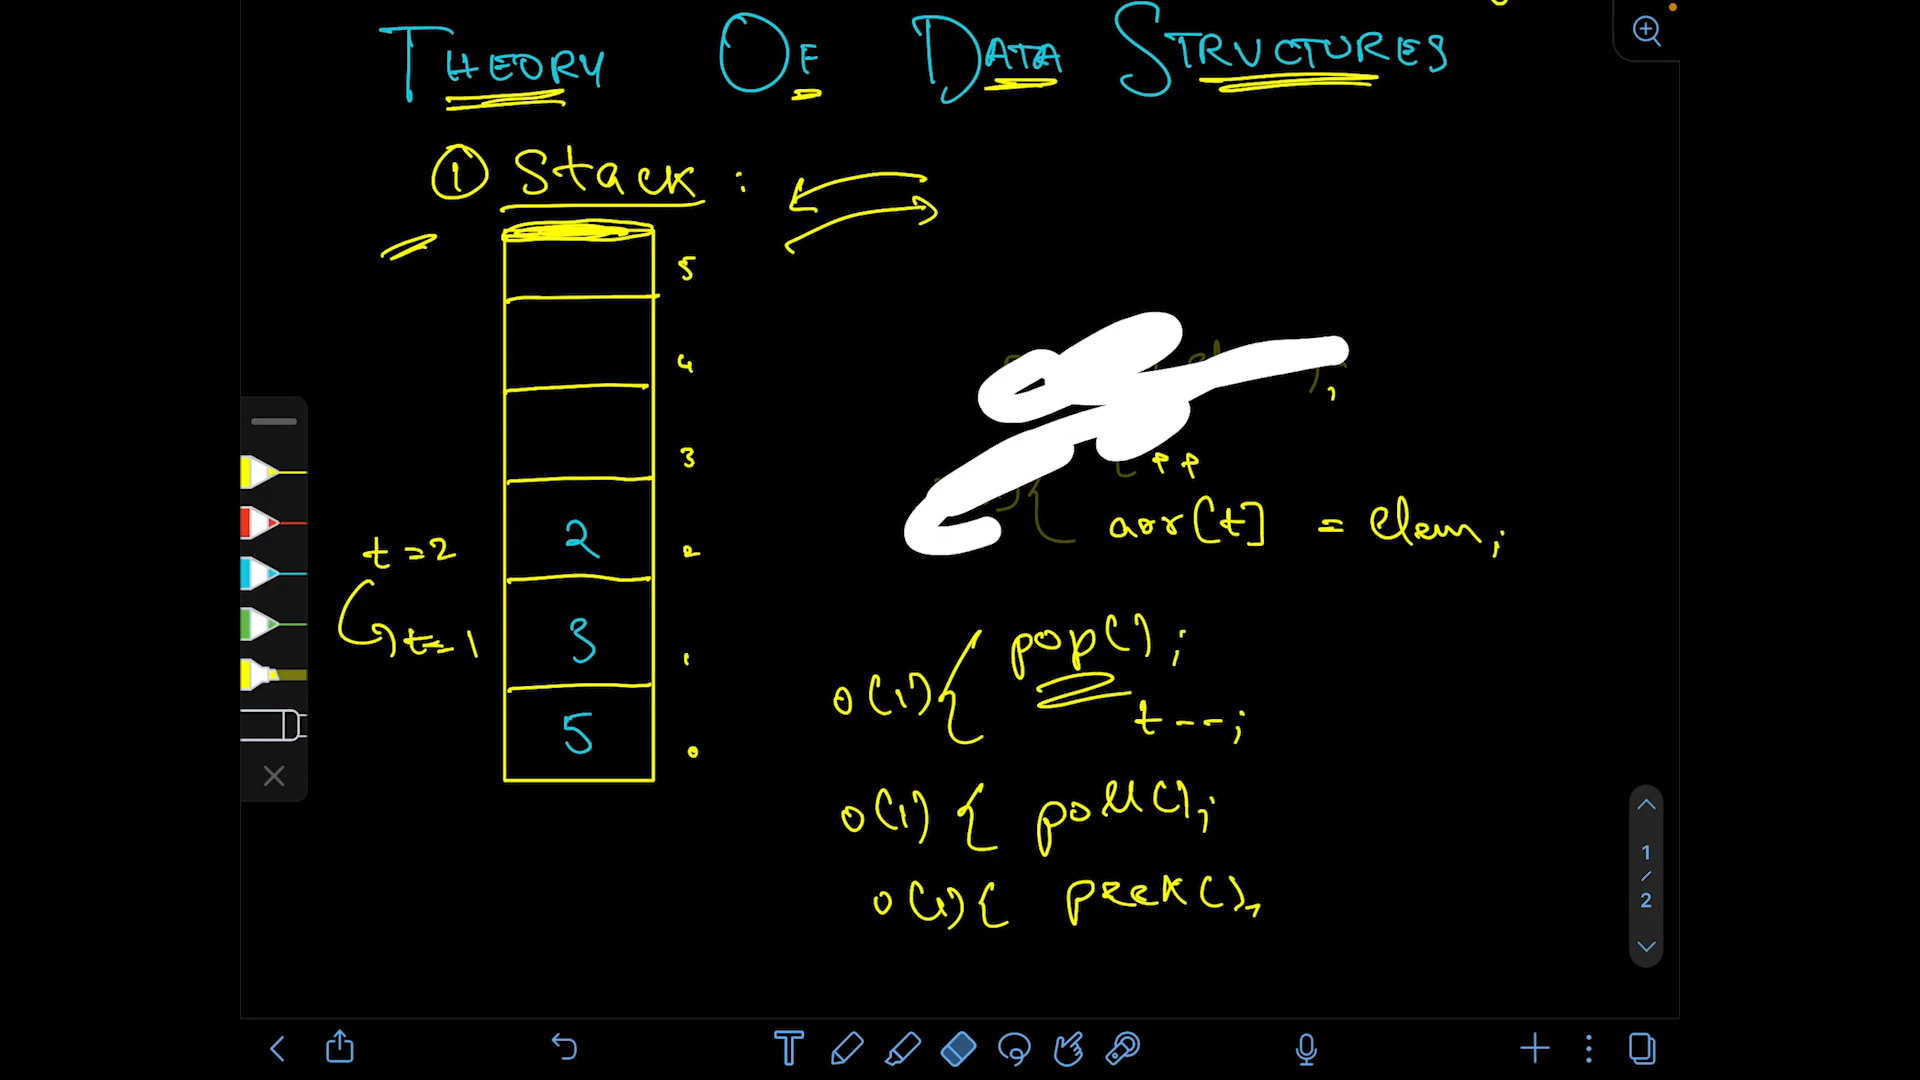 THEORY OF DATA STRUCTURES
① Stack :
5
4
3
2 2
t=2
3 1
t=1
5 0
;
++
arr[t] = elem;
O(1){ pop();
t--;
O(1){ poll();
O(1){ peek();
T
1
/
2